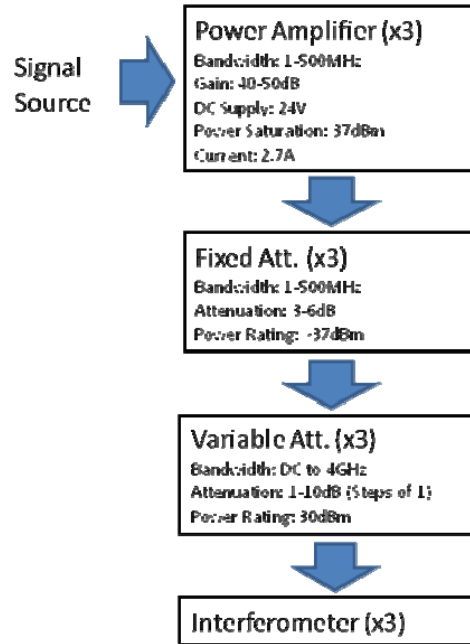 Signal
Source
Power Amplifier (x3)
Bandwidth: 1-500MHz
Gain: 40-50dB
DC Supply: 24V
Power Saturation: 37dBm
Current: 2.7A
Fixed Att. (x3)
Bandwidth: 1-500MHz
Attenuation: 3-6dB
Power Rating: ~37dBm
Variable Att. (x3)
Bandwidth: DC to 4GHz
Attenuation: 1-10dB (Steps of 1)
Power Rating: 30dBm
Interferometer (x3)